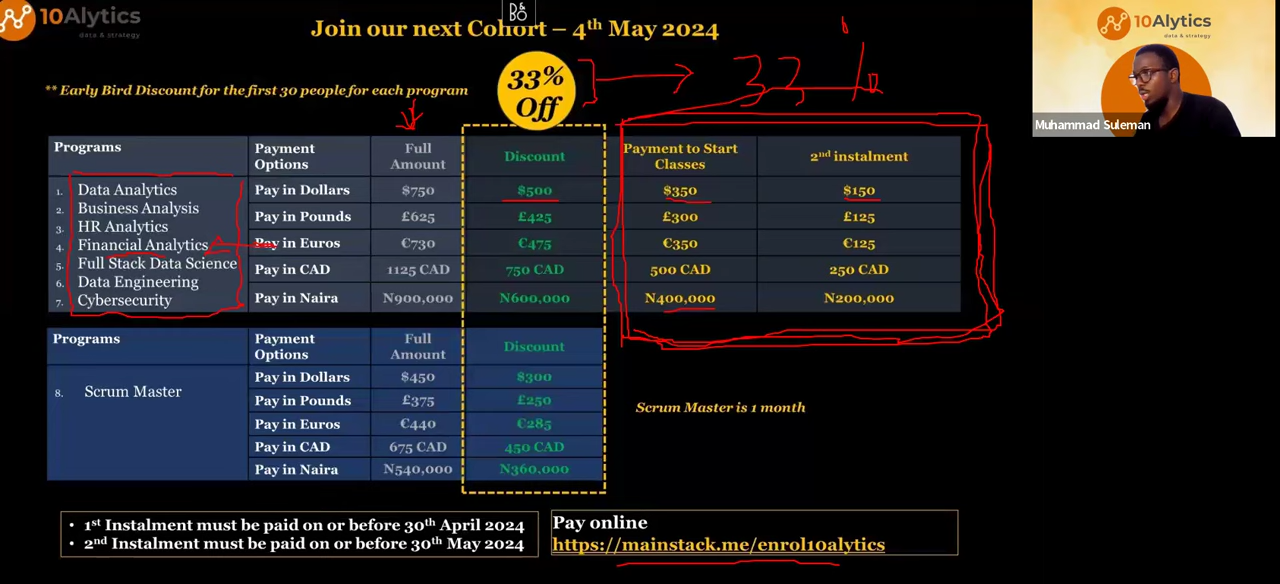 10Alytics
data & strategy
B&O
Join our next Cohort – 4th May 2024
10Alytics
data & strategy
Muhammad Suleman
33%
Off
33 %
** Early Bird Discount for the first 30 people for each program
Programs Payment Options Full Amount Discount Payment to Start Classes 2nd instalment
1. Data Analytics
2. Business Analysis
3. HR Analytics
4. Financial Analytics
5. Full Stack Data Science
6. Data Engineering
7. Cybersecurity
Pay in Dollars $750 $500 $350 $150
Pay in Pounds £625 £425 £300 £125
Pay in Euros €730 €475 €350 €125
Pay in CAD 1125 CAD 750 CAD 500 CAD 250 CAD
Pay in Naira N900,000 N600,000 N400,000 N200,000
Programs Payment Options Full Amount Discount
8. Scrum Master
Pay in Dollars $450 $300
Pay in Pounds £375 £250
Pay in Euros €440 €285
Pay in CAD 675 CAD 450 CAD
Pay in Naira N540,000 N360,000
Scrum Master is 1 month
• 1st Instalment must be paid on or before 30th April 2024
• 2nd Instalment must be paid on or before 30th May 2024
Pay online
https://mainstack.me/enrol10alytics